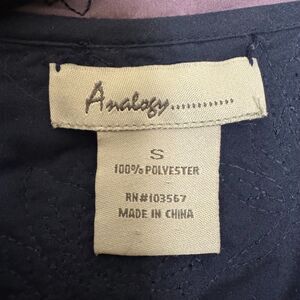 Analogy.............
S
100% POLYESTER
RN#103567
MADE IN CHINA